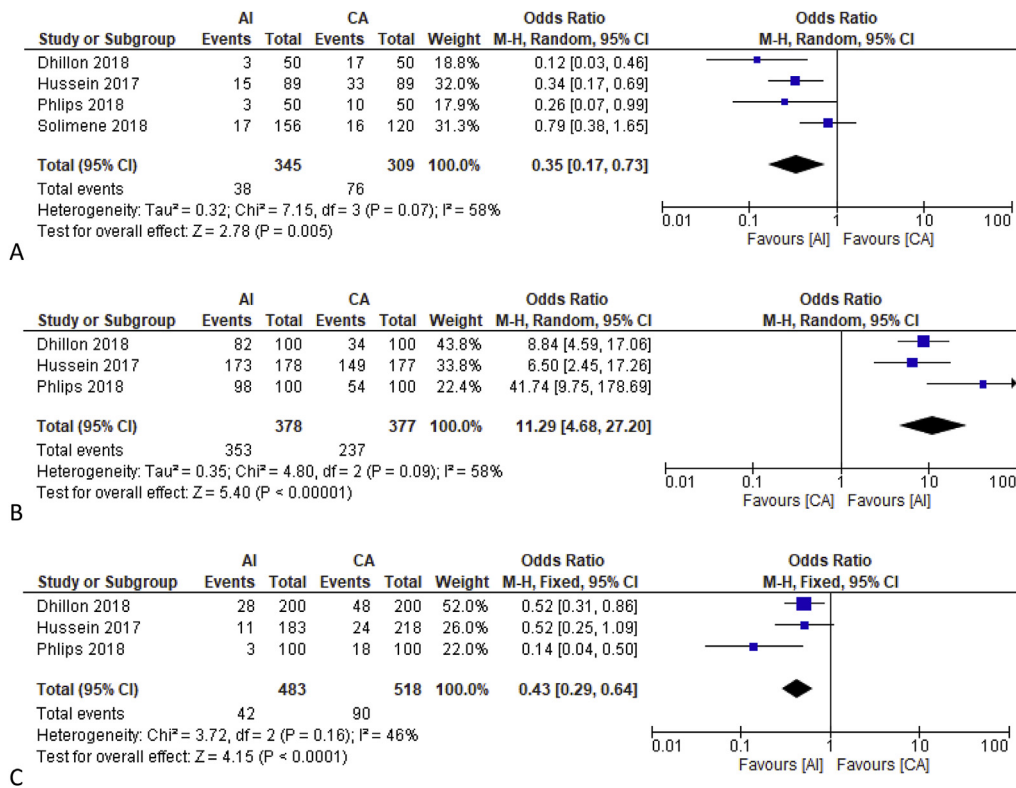 AI CA Odds Ratio Odds Ratio
Study or Subgroup Events Total Events Total Weight M-H, Random, 95% CI M-H, Random, 95% CI
Dhillon 2018 3 50 17 50 18.8% 0.12 [0.03, 0.46]
Hussein 2017 15 89 33 89 32.0% 0.34 [0.17, 0.69]
Phlips 2018 3 50 10 50 17.9% 0.26 [0.07, 0.99]
Solimene 2018 17 156 16 120 31.3% 0.79 [0.38, 1.65]
Total (95% CI) 345 309 100.0% 0.35 [0.17, 0.73]
Total events 38 76
Heterogeneity: Tau² = 0.32; Chi² = 7.15, df = 3 (P = 0.07); I² = 58%
Test for overall effect: Z = 2.78 (P = 0.005)
0.01 0.1 1 10 100
Favours [AI] Favours [CA]
A
AI CA Odds Ratio Odds Ratio
Study or Subgroup Events Total Events Total Weight M-H, Random, 95% CI M-H, Random, 95% CI
Dhillon 2018 82 100 34 100 43.8% 8.84 [4.59, 17.06]
Hussein 2017 173 178 149 177 33.8% 6.50 [2.45, 17.26]
Phlips 2018 98 100 54 100 22.4% 41.74 [9.75, 178.69]
Total (95% CI) 378 377 100.0% 11.29 [4.68, 27.20]
Total events 353 237
Heterogeneity: Tau² = 0.35; Chi² = 4.80, df = 2 (P = 0.09); I² = 58%
Test for overall effect: Z = 5.40 (P < 0.00001)
0.01 0.1 1 10 100
Favours [CA] Favours [AI]
B
AI CA Odds Ratio Odds Ratio
Study or Subgroup Events Total Events Total Weight M-H, Fixed, 95% CI M-H, Fixed, 95% CI
Dhillon 2018 28 200 48 200 52.0% 0.52 [0.31, 0.86]
Hussein 2017 11 183 24 218 26.0% 0.52 [0.25, 1.09]
Phlips 2018 3 100 18 100 22.0% 0.14 [0.04, 0.50]
Total (95% CI) 483 518 100.0% 0.43 [0.29, 0.64]
Total events 42 90
Heterogeneity: Chi² = 3.72, df = 2 (P = 0.16); I² = 46%
Test for overall effect: Z = 4.15 (P < 0.0001)
0.01 0.1 1 10 100
Favours [AI] Favours [CA]
C